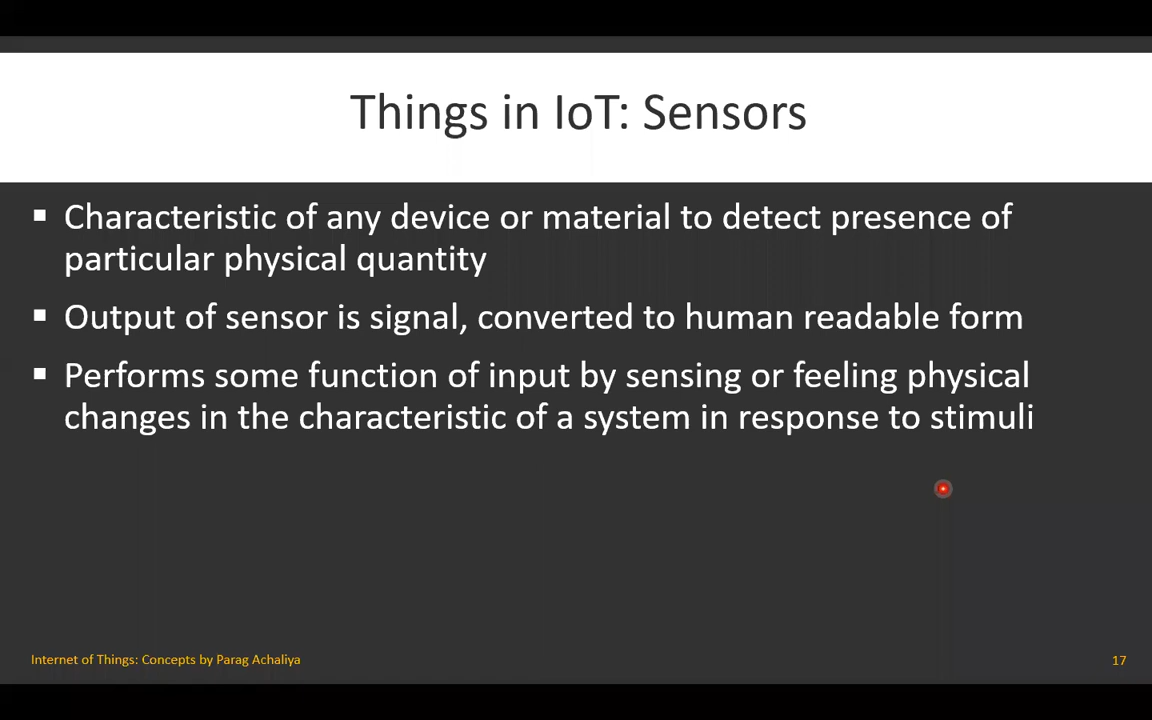 Things in IoT: Sensors
▪ Characteristic of any device or material to detect presence of
particular physical quantity
▪ Output of sensor is signal, converted to human readable form
▪ Performs some function of input by sensing or feeling physical
changes in the characteristic of a system in response to stimuli
Internet of Things: Concepts by Parag Achaliya
17